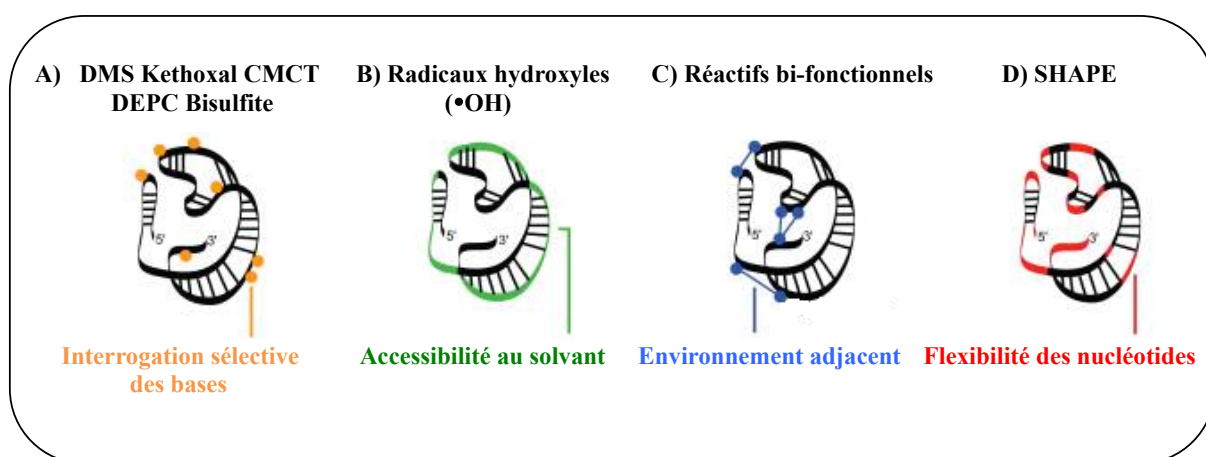 A) DMS Kethoxal CMCT
DEPC Bisulfite
B) Radicaux hydroxyles
(•OH)
C) Réactifs bi-fonctionnels
D) SHAPE
5'
3'
5'
3'
5'
3'
5'
3'
Interrogation sélective
des bases
Accessibilité au solvant
Environnement adjacent
Flexibilité des nucléotides